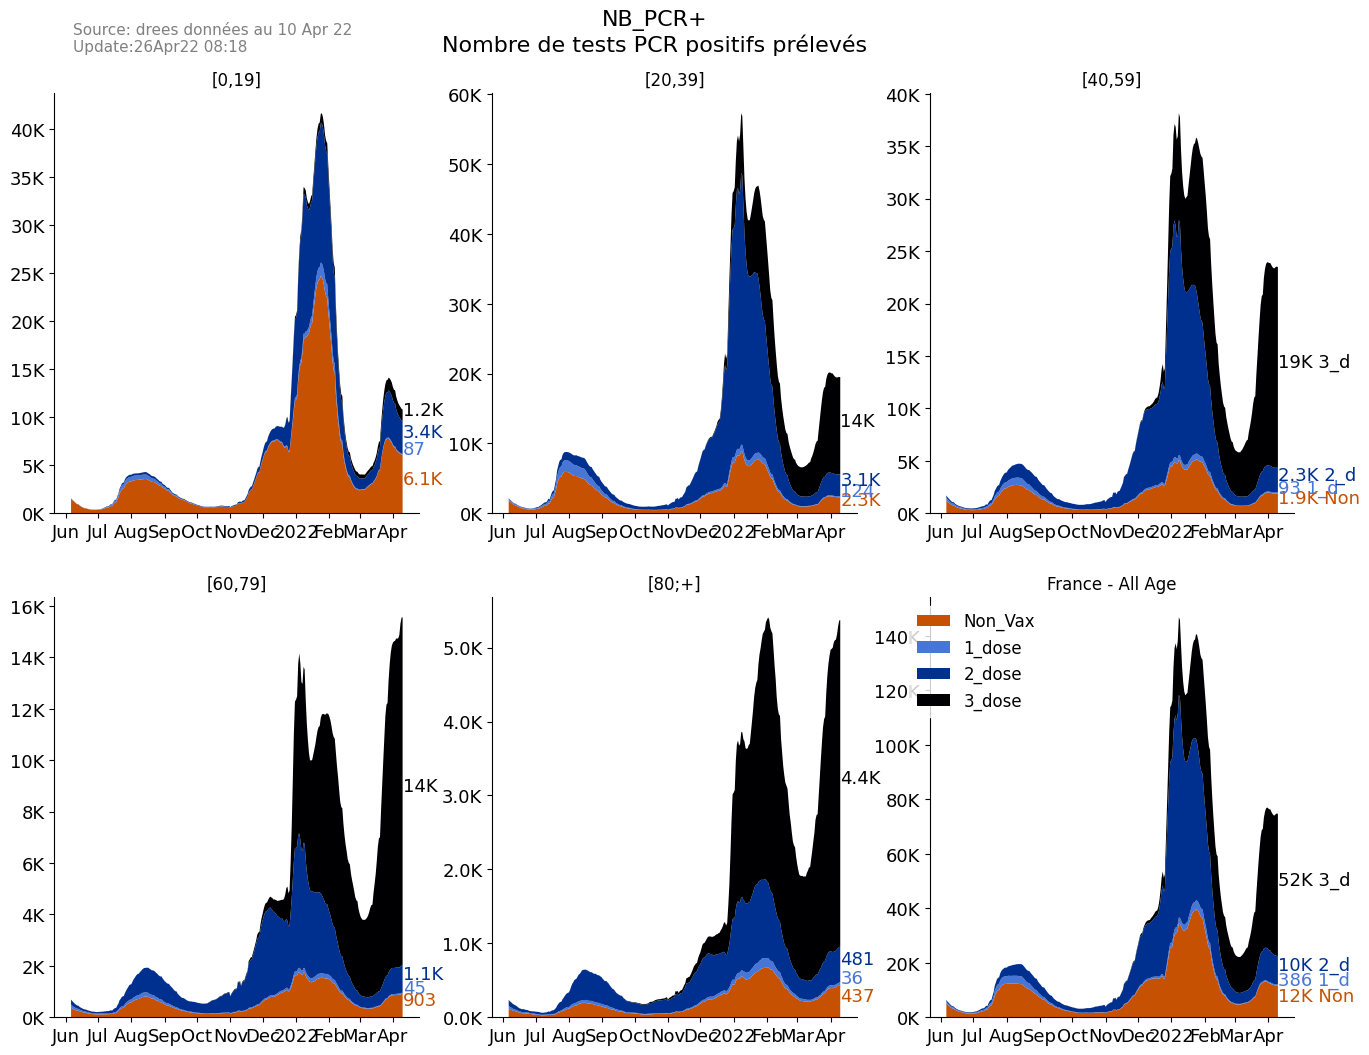 Source: drees données au 10 Apr 22
Update:26Apr22 08:18
NB_PCR+
Nombre de tests PCR positifs prélevés
[0,19]
40K
35K
30K
25K
20K
15K
10K
5K
0K
1.2K
3.4K
87
6.1K
Jun Jul Aug Sep Oct Nov Dec 2022 Feb Mar Apr
[20,39]
60K
50K
40K
30K
20K
10K
0K
14K
3.1K
124
2.3K
Jun Jul Aug Sep Oct Nov Dec 2022 Feb Mar Apr
[40,59]
40K
35K
30K
25K
20K
15K
10K
5K
0K
19K 3_d
2.3K 2_d
93 1_d
1.9K Non
Jun Jul Aug Sep Oct Nov Dec 2022 Feb Mar Apr
[60,79]
16K
14K
12K
10K
8K
6K
4K
2K
0K
14K
1.1K
45
903
Jun Jul Aug Sep Oct Nov Dec 2022 Feb Mar Apr
[80;+]
5.0K
4.0K
3.0K
2.0K
1.0K
0.0K
4.4K
481
36
437
Jun Jul Aug Sep Oct Nov Dec 2022 Feb Mar Apr
France - All Age
Non_Vax
1_dose
2_dose
3_dose
140K
120K
100K
80K
60K
40K
20K
0K
52K 3_d
10K 2_d
386 1_d
12K Non
Jun Jul Aug Sep Oct Nov Dec 2022 Feb Mar Apr